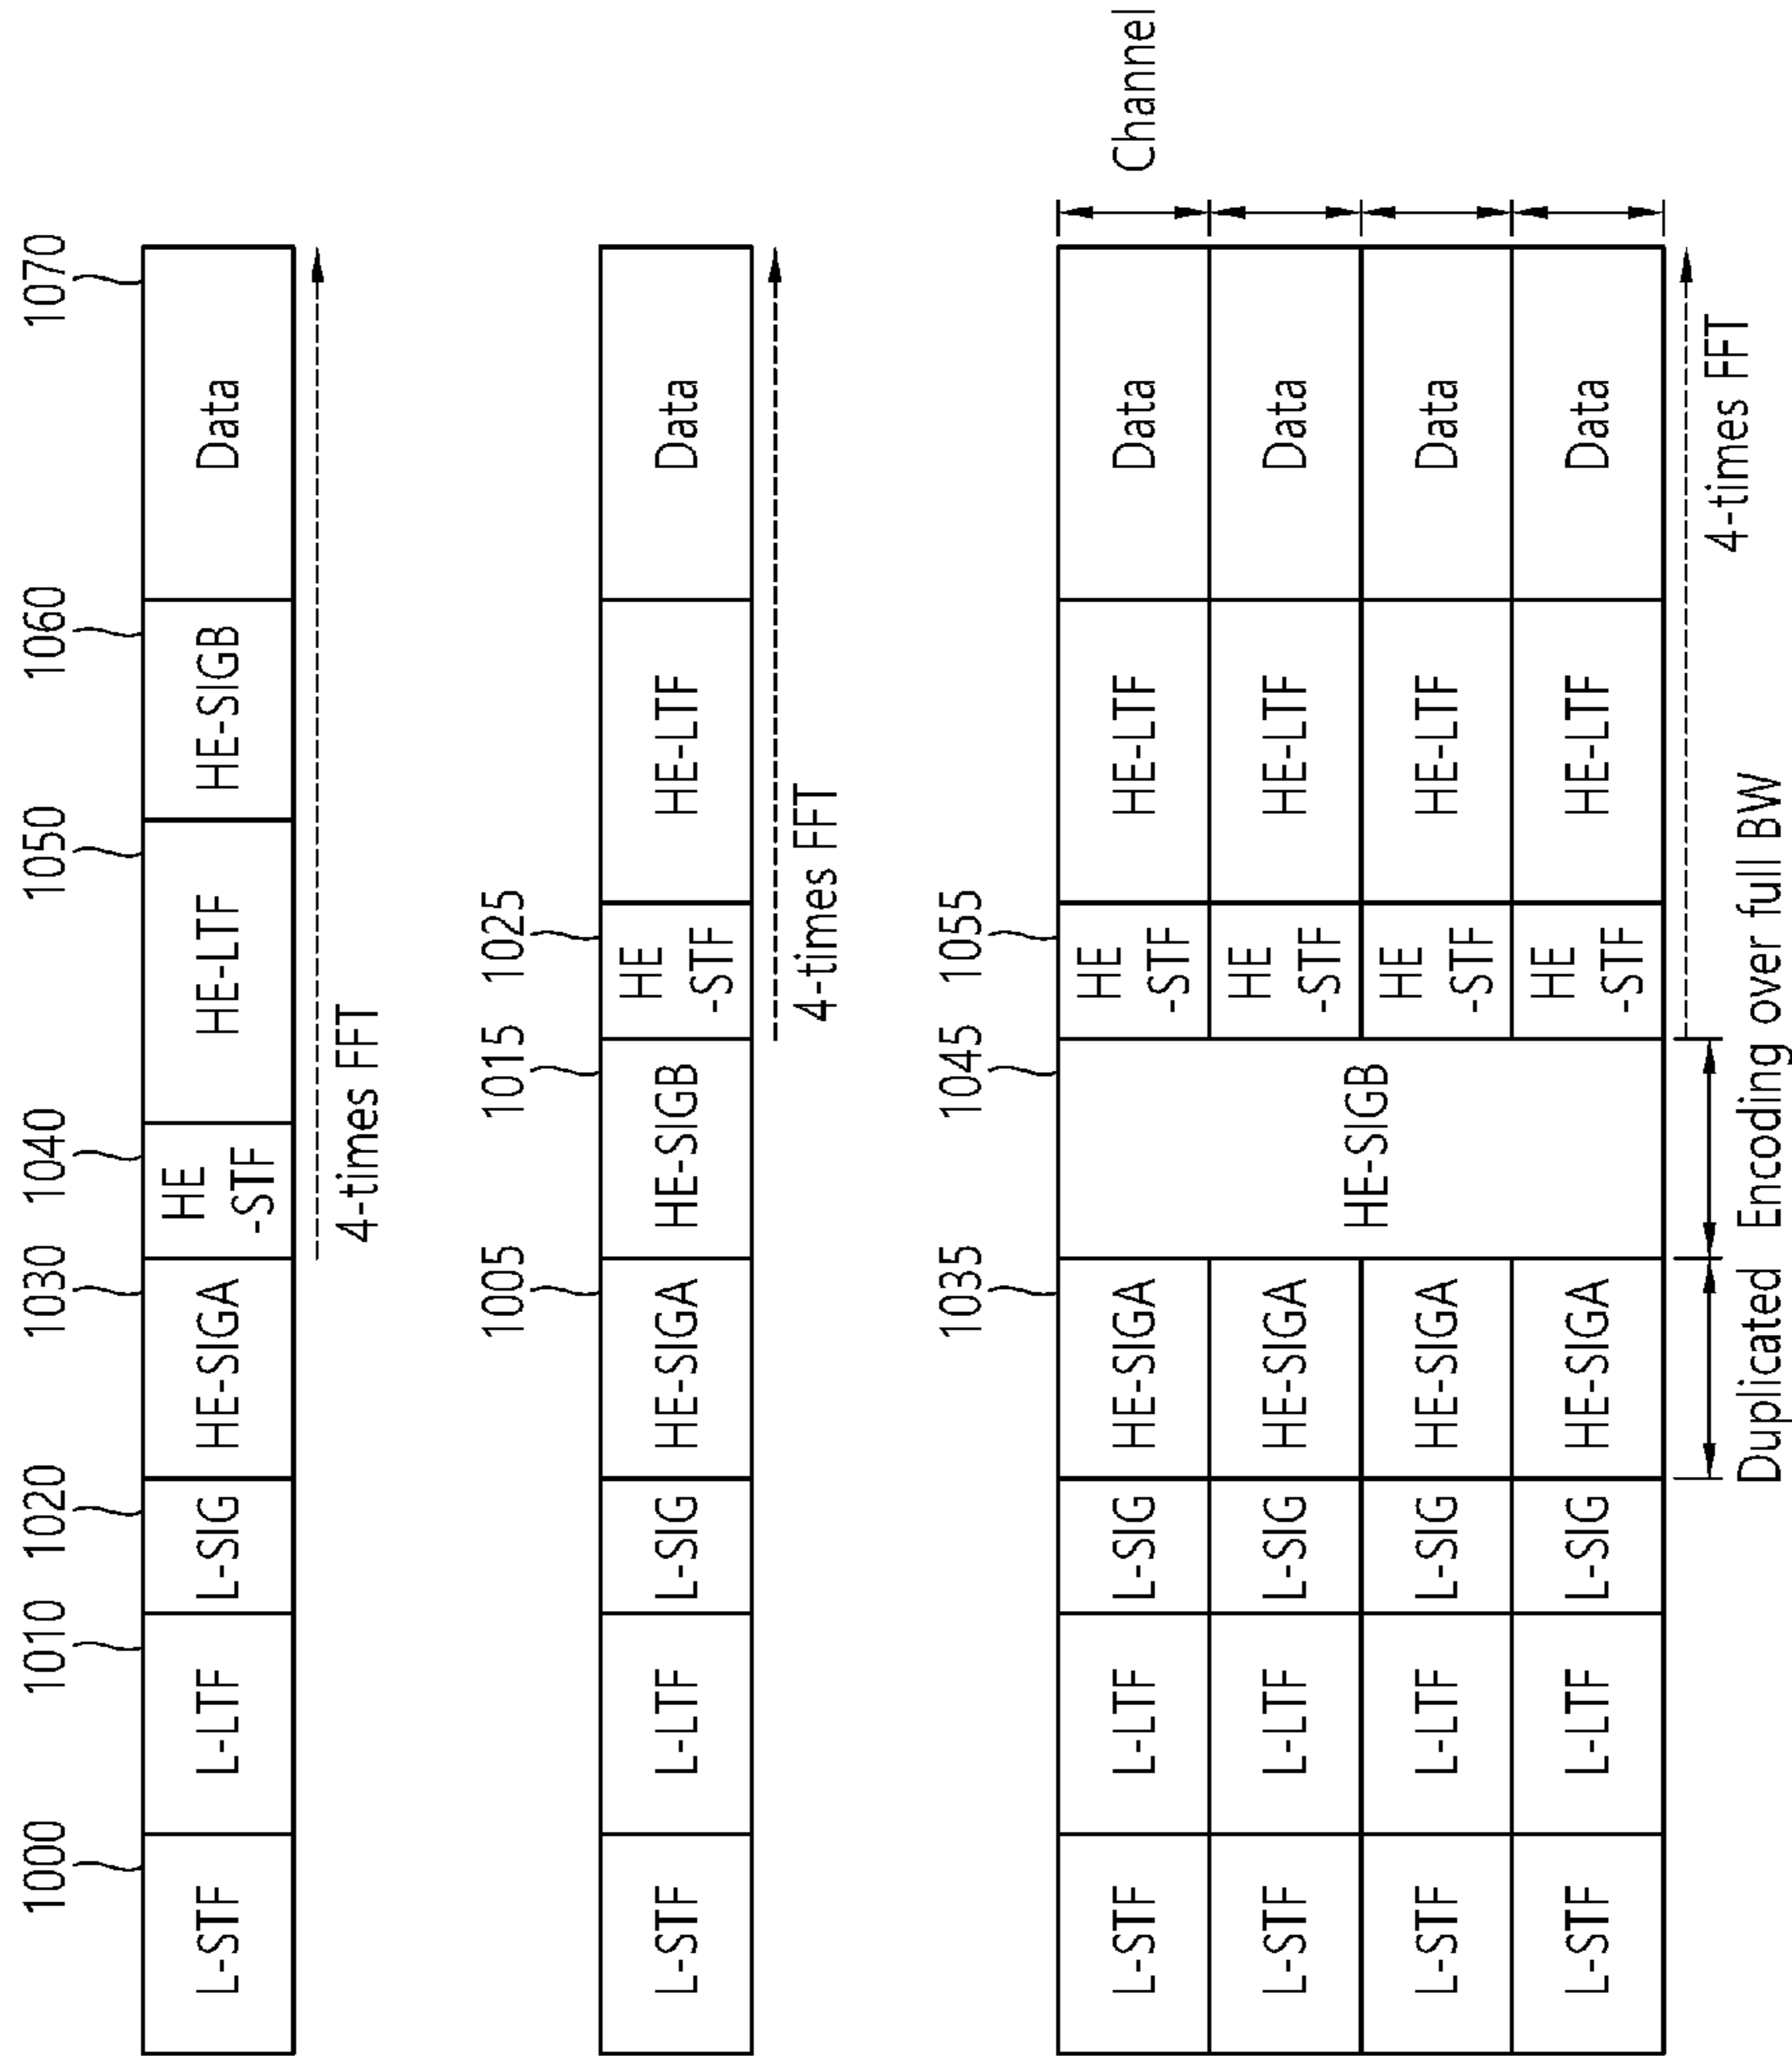 1000 1010 1020 1030 1040 1050 1060 1070
L-STF L-LTF L-SIG HE-SIGA HE HE-LTF HE-SIGB Data
-STF
4-times FFT
1005 1015 1025
L-STF L-LTF L-SIG HE-SIGA HE-SIGB HE HE-LTF Data
-STF
4-times FFT
1035 1045 1055
L-STF L-LTF L-SIG HE-SIGA HE HE-LTF Data Channel
-STF
L-STF L-LTF L-SIG HE-SIGA HE HE-LTF Data
-STF
HE-SIGB
L-STF L-LTF L-SIG HE-SIGA HE HE-LTF Data
-STF
L-STF L-LTF L-SIG HE-SIGA HE HE-LTF Data
-STF
4-times FFT
Duplicated Encoding over full BW